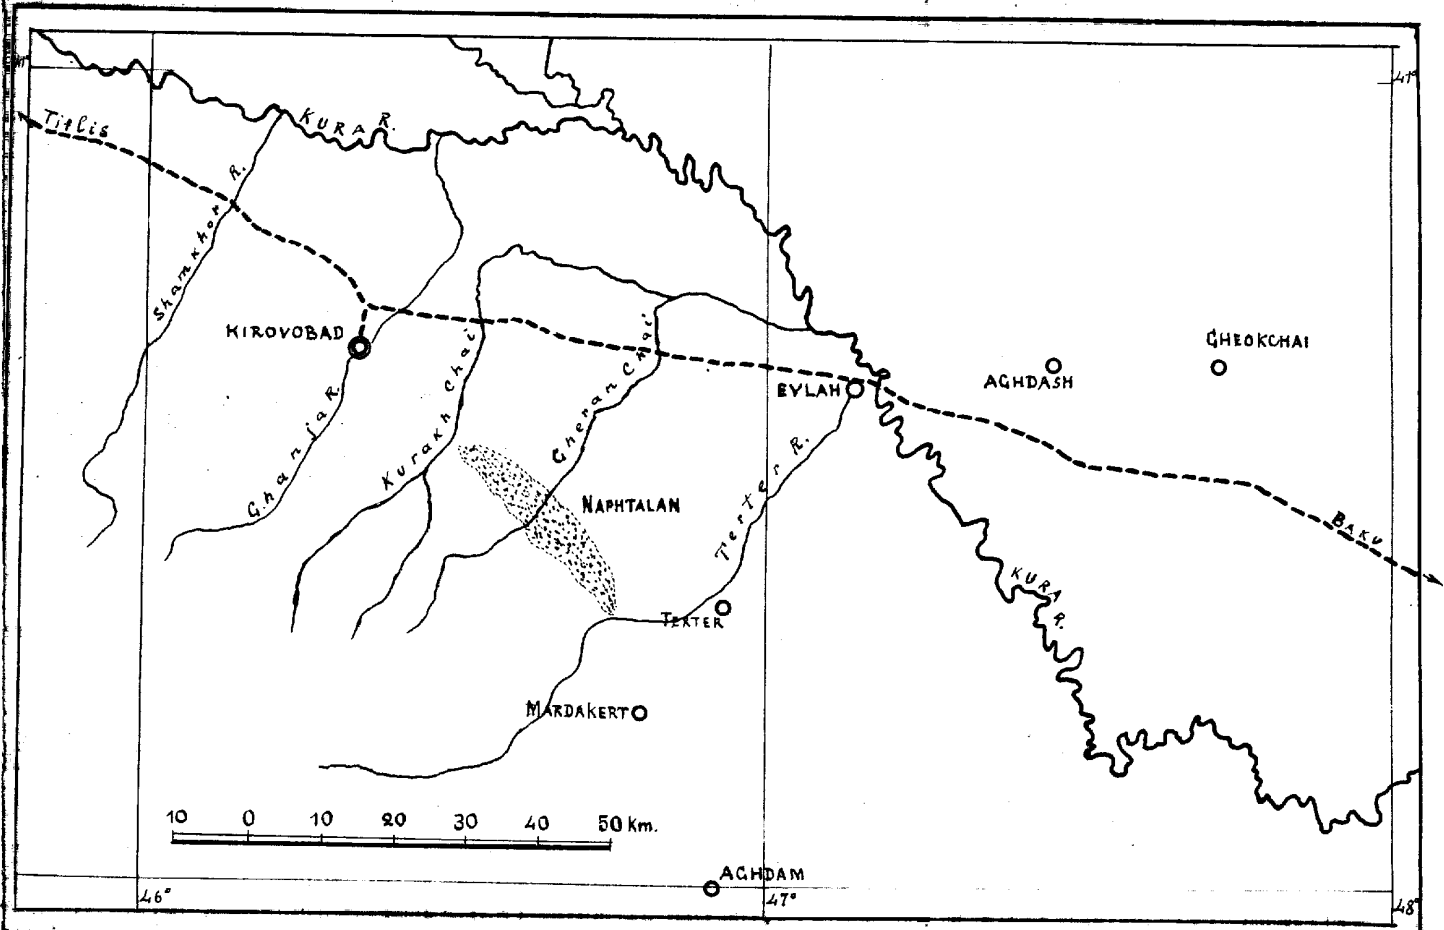 41°
41°
Tiflis
KURA R.
Shamkhor R.
KIROVOBAD
GHEOKCHAI
AGHDASH
EVLAH
Ghanja R.
Kurakh Chai
Gheran Chai
Terter R.
NAPHTALAN
BAKU
KURA R.
TERTER
MARDAKERT
10 0 10 20 30 40 50 Km.
AGHDAM
46°
47°
48°